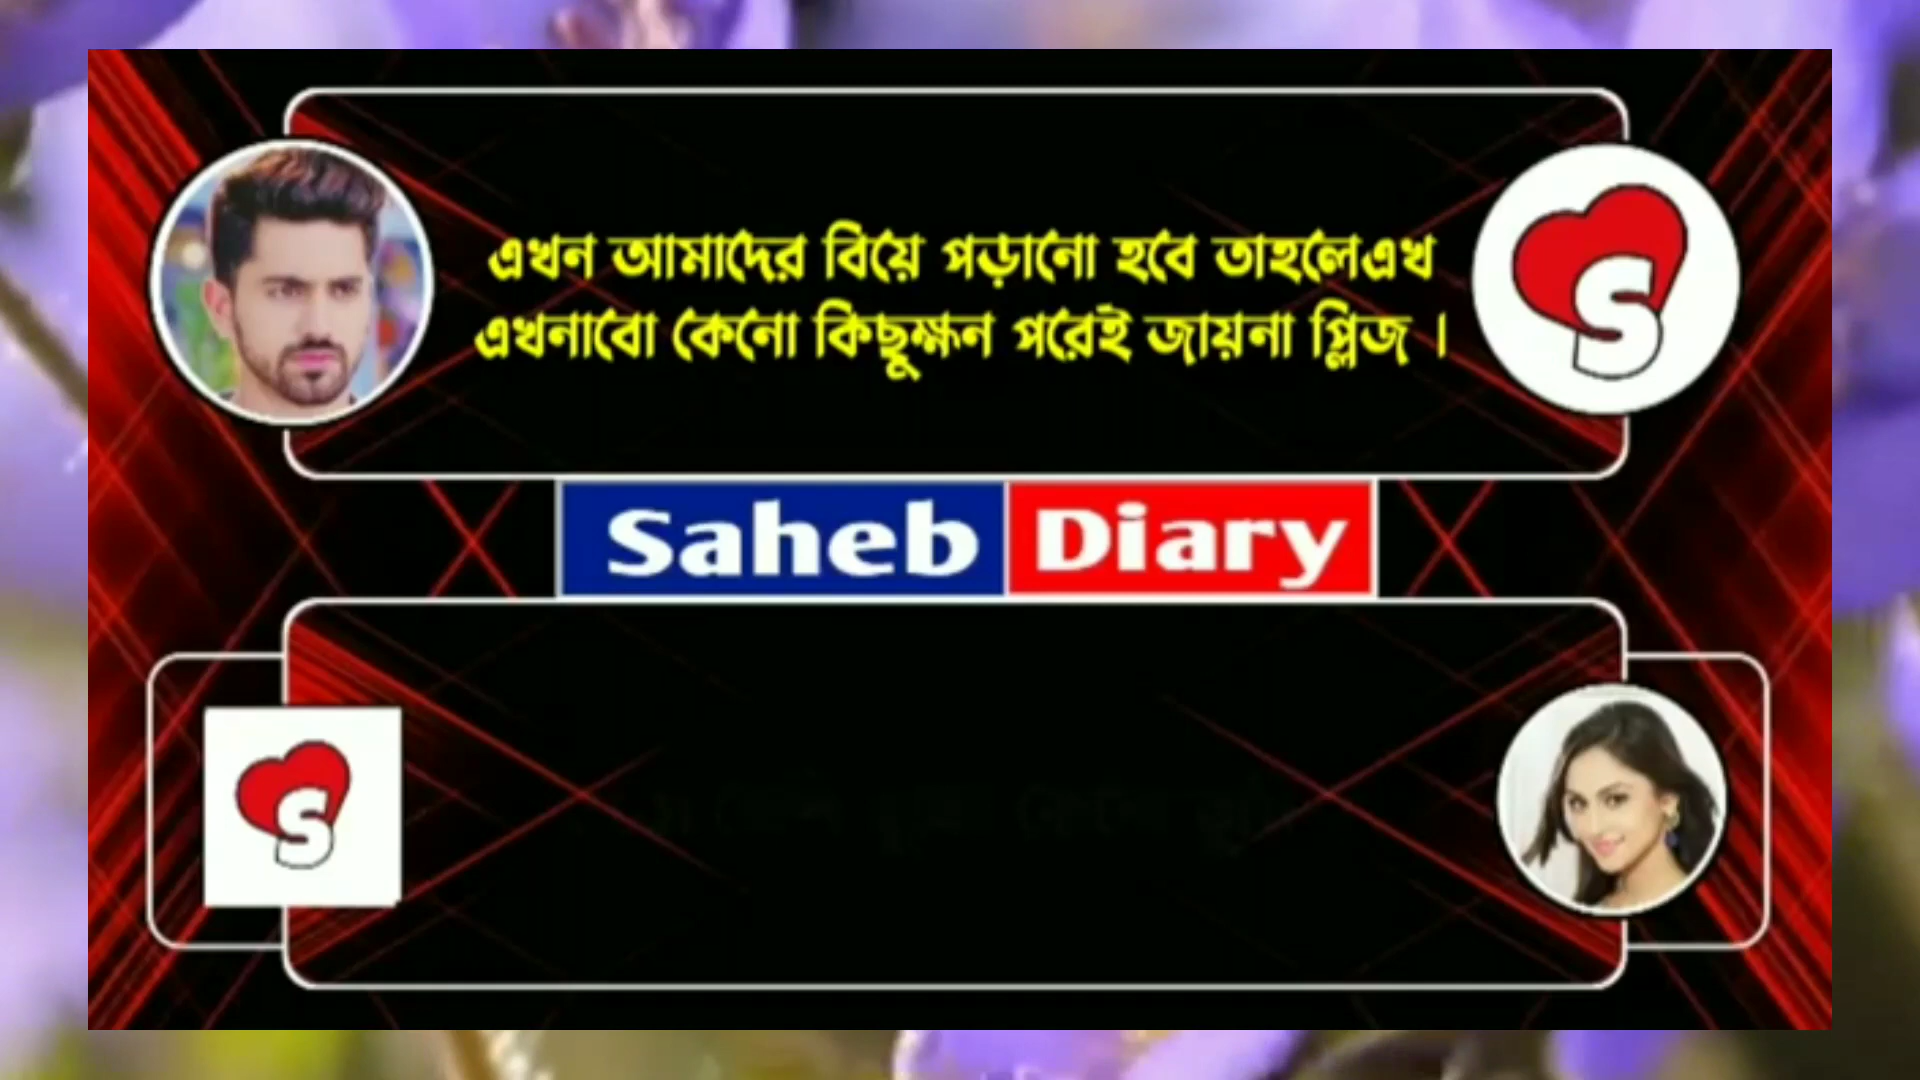 এখন আমাদের বিয়ে পড়ানো হবে তাহলেএখ
এখনাবো কেনো কিছুক্ষন পরেই জায়না প্লিজ ।
S
Saheb Diary
S